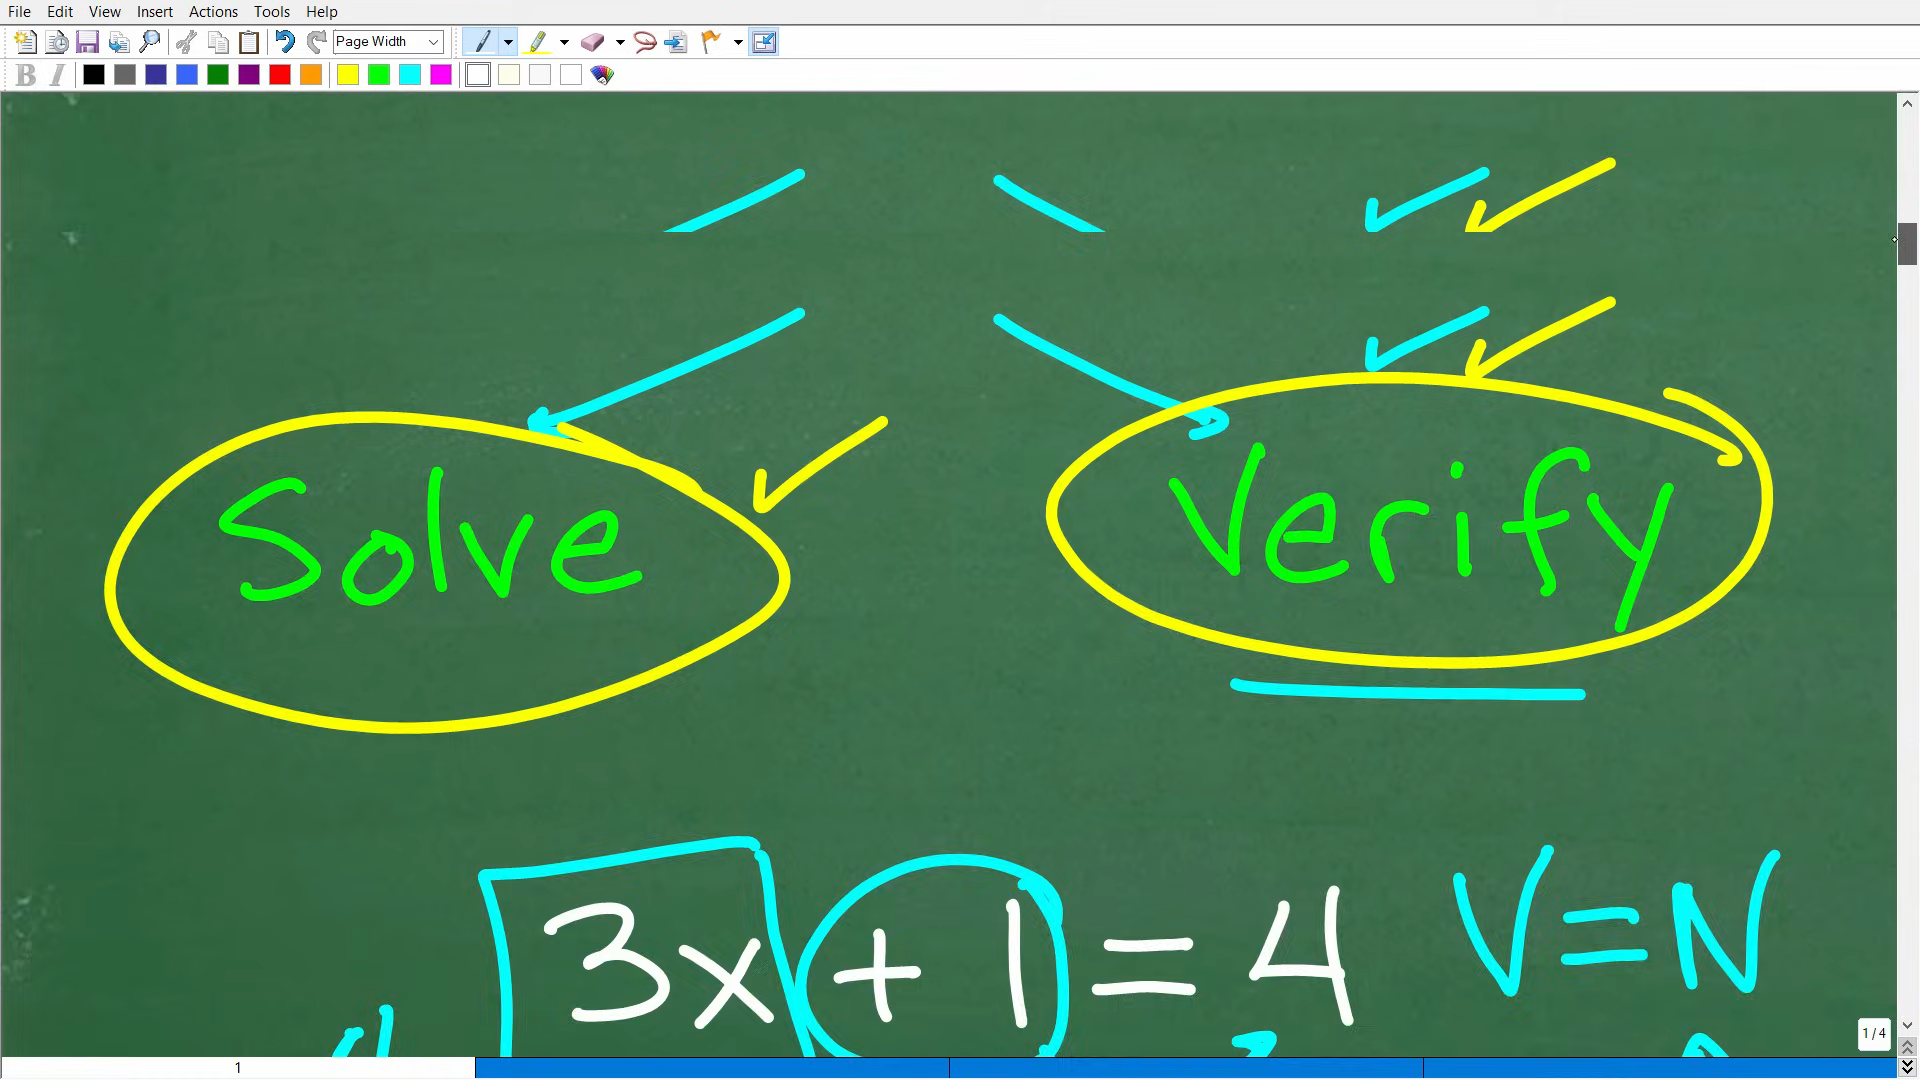 File Edit View Insert Actions Tools Help
Page Width
B I
Solve Verify
3x + 1 = 4 V = N
1 / 4
1